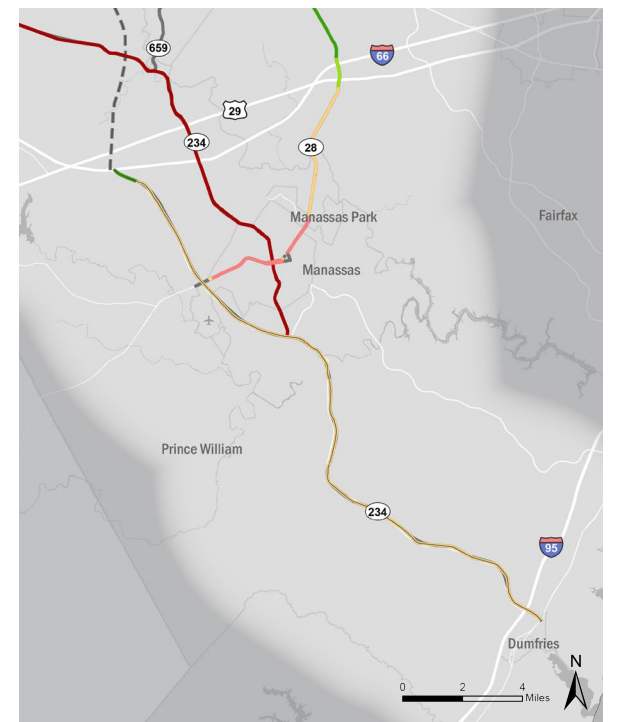 659
66
29
234
28
Manassas Park
Fairfax
Manassas
Prince William
234
95
Dumfries
N
0 2 4
Miles